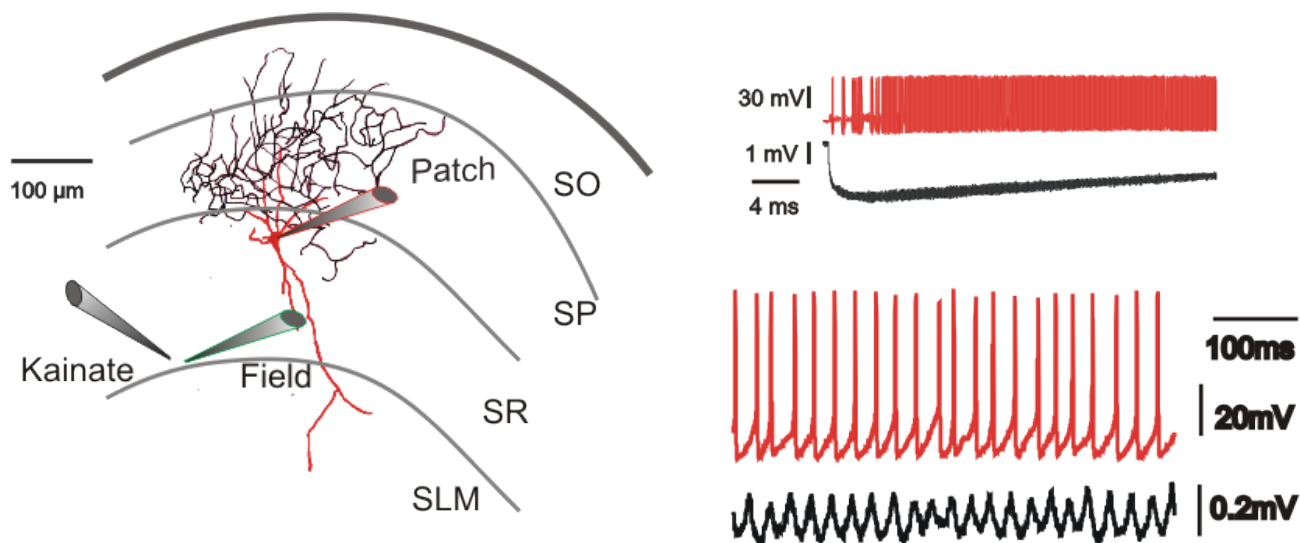 100 µm
Patch
SO
SP
Kainate
Field
SR
SLM
30 mV
1 mV
4 ms
100ms
20mV
0.2mV